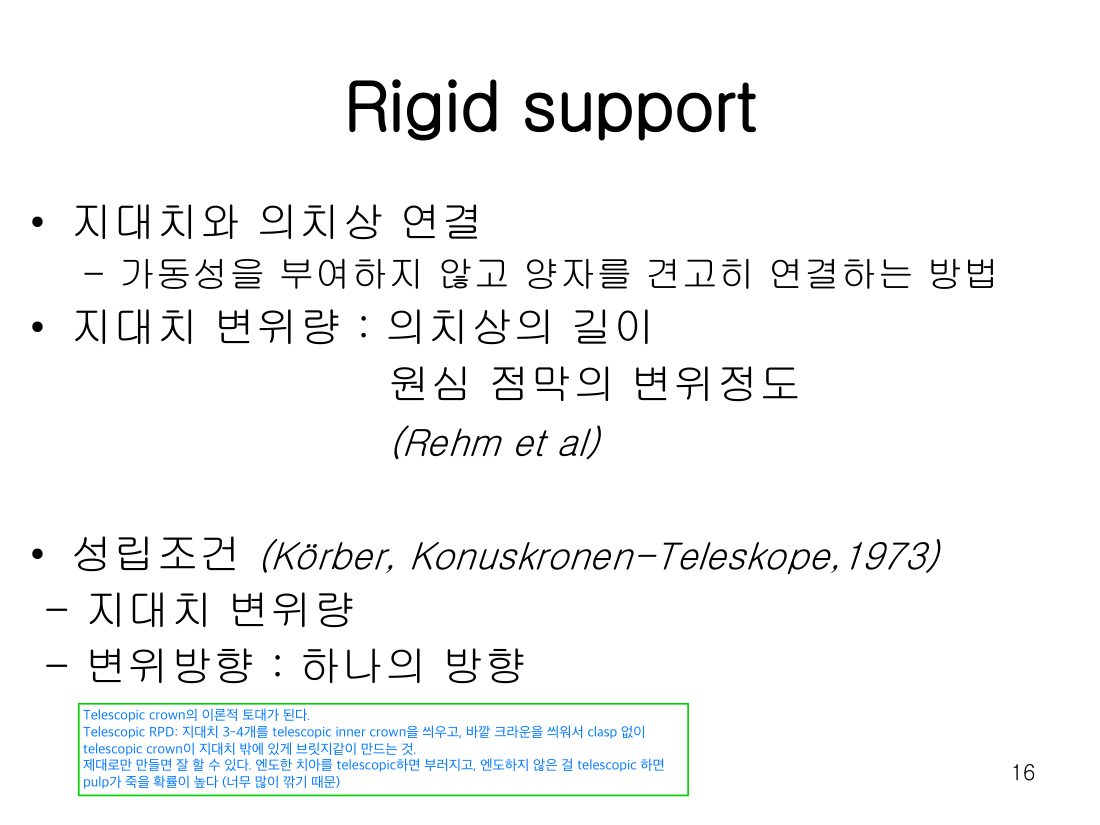 Rigid support
• 지대치와 의치상 연결
– 가동성을 부여하지 않고 양자를 견고히 연결하는 방법
• 지대치 변위량 : 의치상의 길이
원심 점막의 변위정도
(Rehm et al)
• 성립조건 (Körber, Konuskronen-Teleskope,1973)
– 지대치 변위량
– 변위방향 : 하나의 방향
Telescopic crown의 이론적 토대가 된다.
Telescopic RPD: 지대치 3-4개를 telescopic inner crown을 씌우고, 바깥 크라운을 씌워서 clasp 없이
telescopic crown이 지대치 밖에 있게 브릿지같이 만드는 것.
제대로만 만들면 잘 할 수 있다. 엔도한 치아를 telescopic하면 부러지고, 엔도하지 않은 걸 telescopic 하면
pulp가 죽을 확률이 높다 (너무 많이 깎기 때문)
16